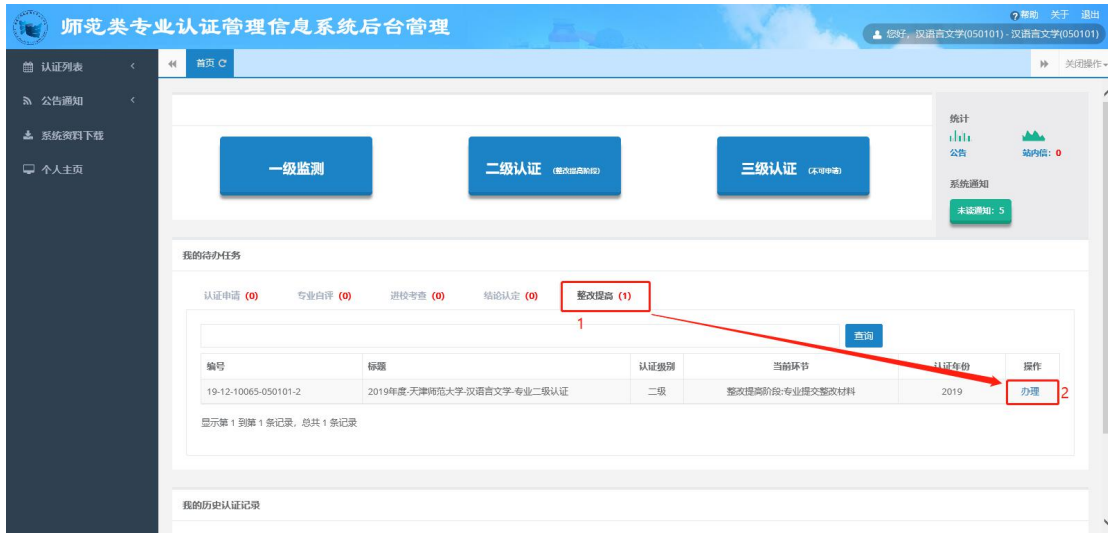 帮助 关于 退出
师范类专业认证管理信息系统后台管理
您好，汉语言文学(050101) - 汉语言文学(050101)
认证列表
首页
关闭操作
公告通知
系统资料下载
个人主页
一级监测
二级认证 (整改提高阶段)
三级认证 (不可申请)
统计
公告 站内信：0
系统通知
未读通知：5
我的待办任务
认证申请 (0) 专业自评 (0) 进校考查 (0) 结论认定 (0) 整改提高 (1)
1
查询
编号 标题 认证级别 当前环节 认证年份 操作
19-12-10065-050101-2 2019年度-天津师范大学-汉语言文学-专业二级认证 二级 整改提高阶段:专业提交整改材料 2019 办理 2
显示第 1 到第 1 条记录，总共 1 条记录
我的历史认证记录